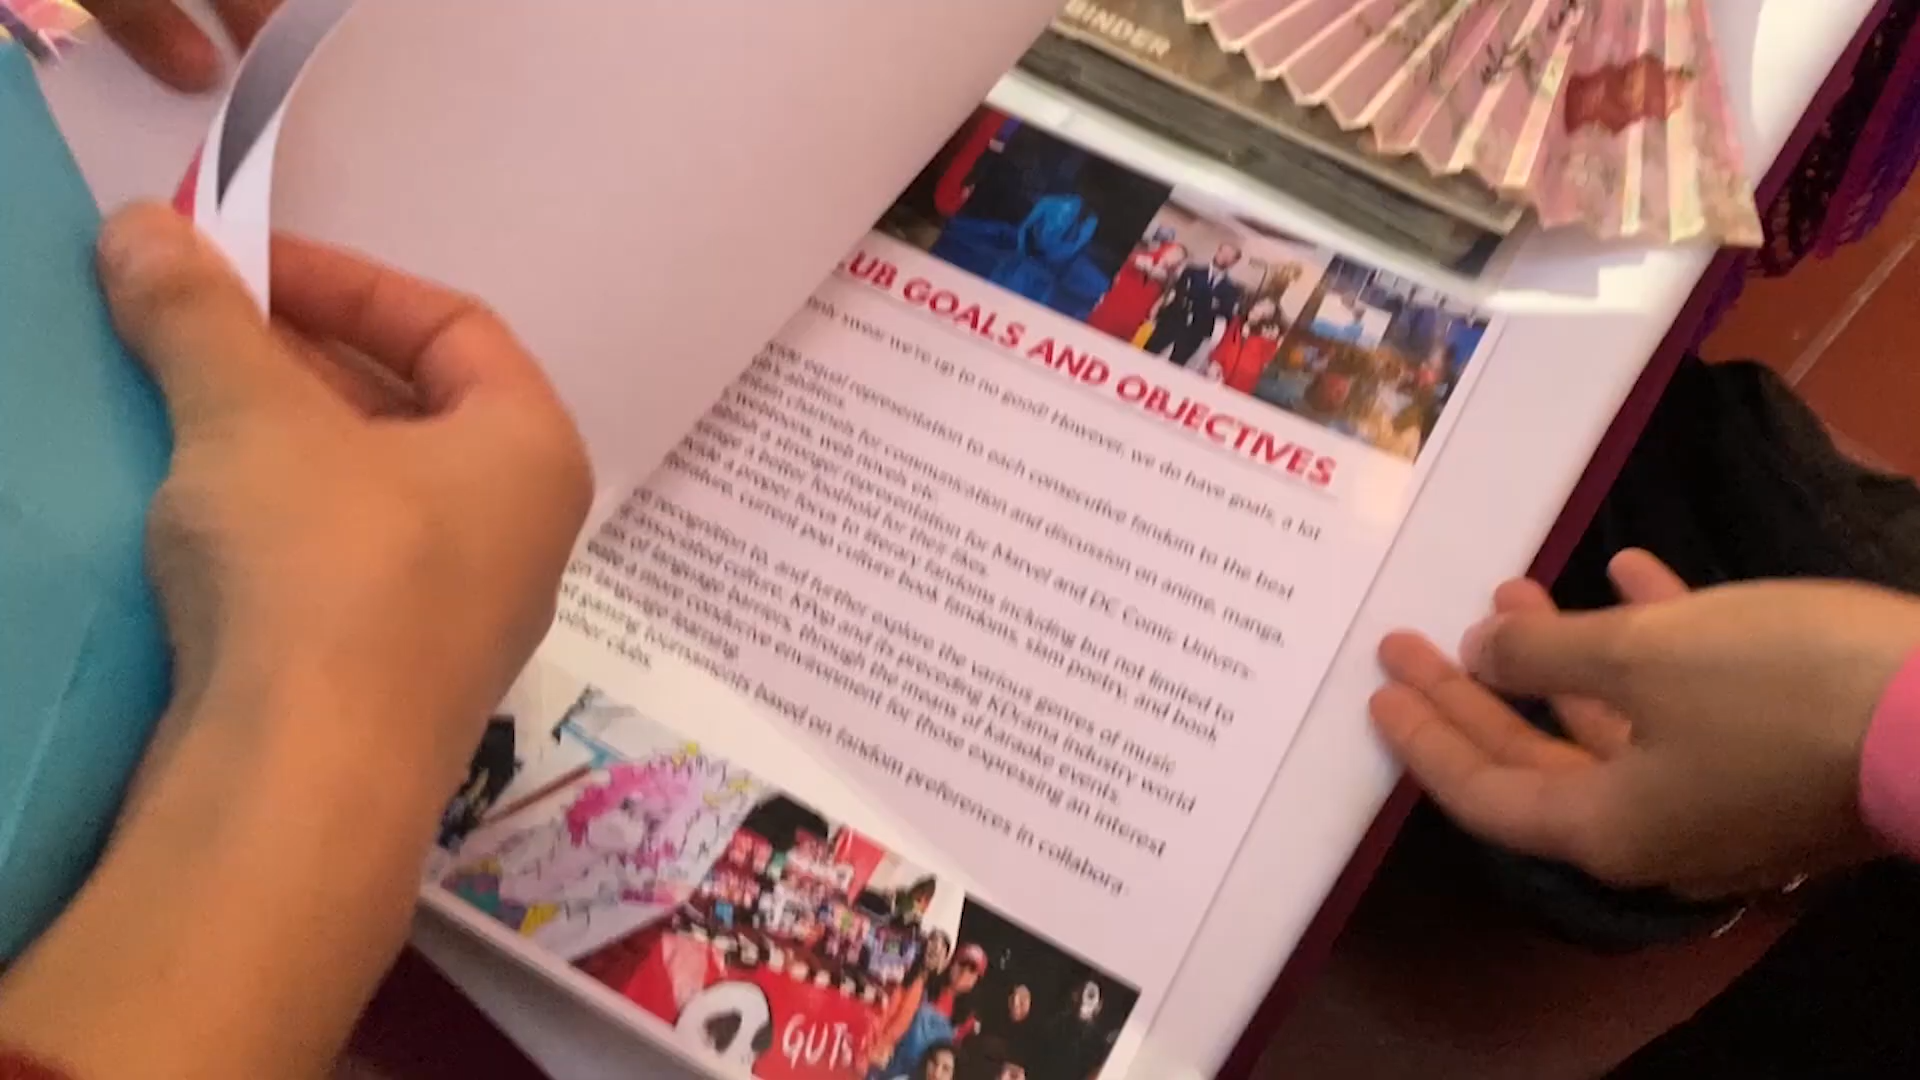 BINDER
UB GOALS AND OBJECTIVES
swear we're up to no good! However, we do have goals, a lot
equal representation to each consecutive fandom to the best
abilities.
channels for communication and discussion on anime, manga,
webtoons, web novels etc.
a stronger representation for Marvel and DC Comic Univers-
a better foothold for their likes.
a proper focus to literary fandoms including but not limited to
current pop culture book fandoms, slam poetry, and book
recognition to, and further explore the various genres of music
associated culture. KPop and its preceding KDrama industry world
of language barriers, through the means of karaoke events.
a more conducive environment for those expressing an interest
language learning.
gaming tournaments based on fandom preferences in collabora-
other clubs.
GUTS